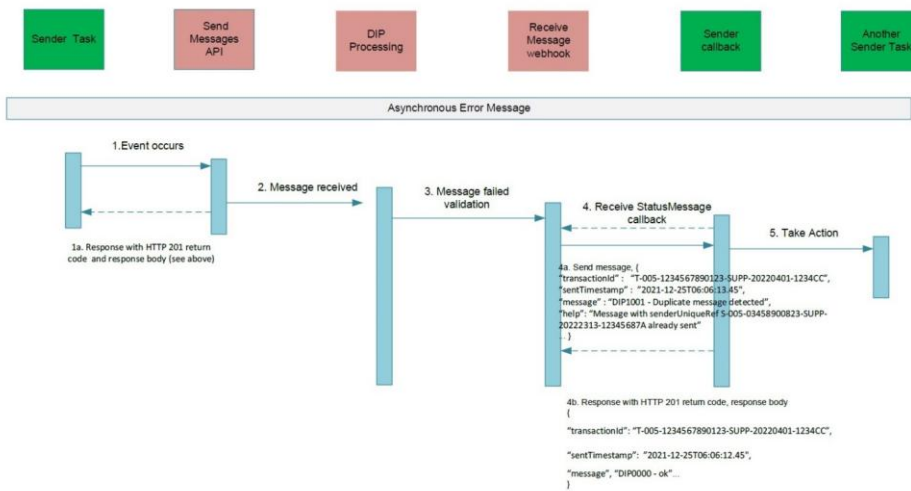 Sender Task
Send
Messages
API
DIP
Processing
Receive
Message
webhook
Sender
callback
Another
Sender Task
Asynchronous Error Message
1.Event occurs
2. Message received
3. Message failed
validation
4. Receive StatusMessage
callback
5. Take Action
1a. Response with HTTP 201 return
code and response body (see above)
4a. Send message, {
"transactionId" : "T-005-1234567890123-SUPP-20220401-1234CC",
"sentTimestamp" : "2021-12-25T06:06:13.45",
"message" : "DIP1001 - Duplicate message detected",
"help": "Message with senderUniqueRef S-005-03458900823-SUPP-
20222313-12345687A already sent"
... }
4b. Response with HTTP 201 return code, response body
{
"transactionId": "T-005-1234567890123-SUPP-20220401-1234CC",
"sentTimestamp": "2021-12-25T06:06:12.45",
"message", "DIP0000 - ok"...
}